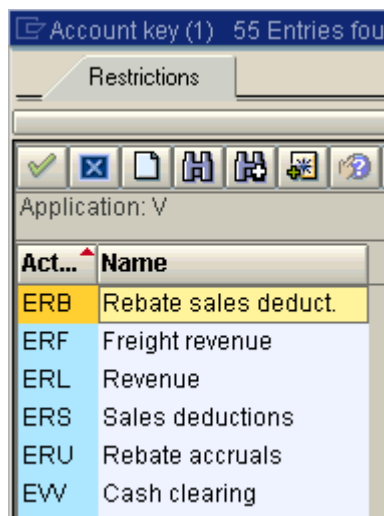 Account key (1) 55 Entries fou
Restrictions
Application: V
Act... Name
ERB Rebate sales deduct.
ERF Freight revenue
ERL Revenue
ERS Sales deductions
ERU Rebate accruals
EVV Cash clearing